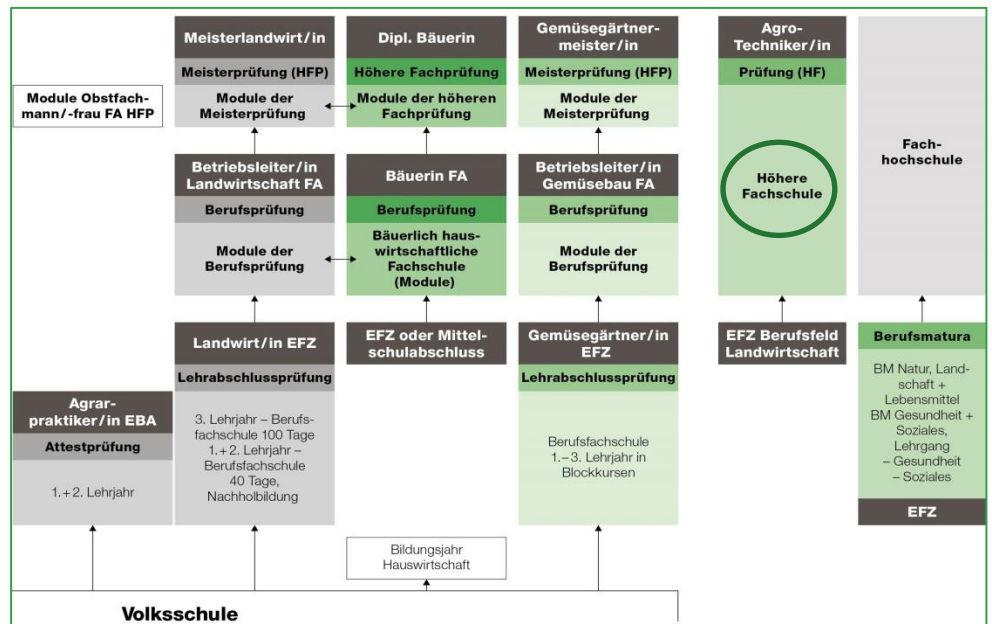 Meisterlandwirt/in
Meisterprüfung (HFP)
Module der
Meisterprüfung
Dipl. Bäuerin
Höhere Fachprüfung
Module der höheren
Fachprüfung
Gemüsegärtner-
meister/in
Meisterprüfung (HFP)
Module der
Meisterprüfung
Agro-
Techniker/in
Prüfung (HF)
Höhere
Fachschule
Fach-
hochschule
Module Obstfach-
mann/-frau FA HFP
Betriebsleiter/in
Landwirtschaft FA
Berufsprüfung
Module der
Berufsprüfung
Bäuerin FA
Berufsprüfung
Bäuerlich haus-
wirtschaftliche
Fachschule
(Module)
Betriebsleiter/in
Gemüsebau FA
Berufsprüfung
Module der
Berufsprüfung
Landwirt/in EFZ
Lehrabschlussprüfung
3. Lehrjahr – Berufs-
fachschule 100 Tage
1.+2. Lehrjahr –
Berufsfachschule
40 Tage,
Nachholbildung
EFZ oder Mittel-
schulabschluss
Gemüsegärtner/in
EFZ
Lehrabschlussprüfung
Berufsfachschule
1.–3. Lehrjahr in
Blockkursen
EFZ Berufsfeld
Landwirtschaft
Berufsmatura
BM Natur, Land-
schaft +
Lebensmittel
BM Gesundheit +
Soziales,
Lehrgang
– Gesundheit
– Soziales
EFZ
Agrar-
praktiker/in EBA
Attestprüfung
1.+2. Lehrjahr
Bildungsjahr
Hauswirtschaft
Volksschule